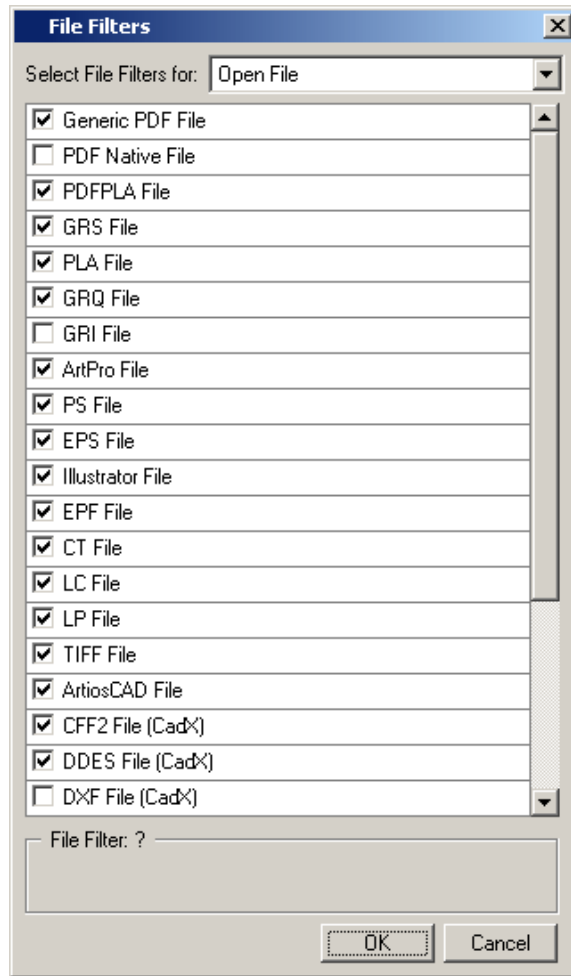 File Filters
Select File Filters for: Open File
Generic PDF File
PDF Native File
PDFPLA File
GRS File
PLA File
GRQ File
GRI File
ArtPro File
PS File
EPS File
Illustrator File
EPF File
CT File
LC File
LP File
TIFF File
ArtiosCAD File
CFF2 File (CadX)
DDES File (CadX)
DXF File (CadX)
File Filter: ?
OK Cancel